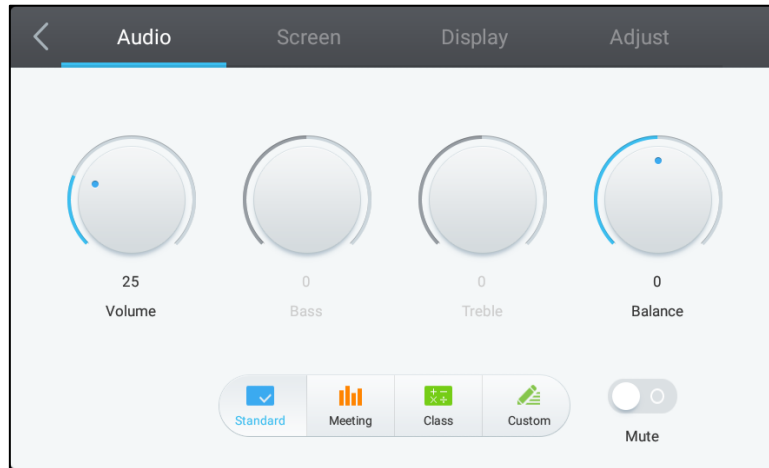 Audio Screen Display Adjust
25 0 0 0
Volume Bass Treble Balance
Standard Meeting Class Custom
Mute